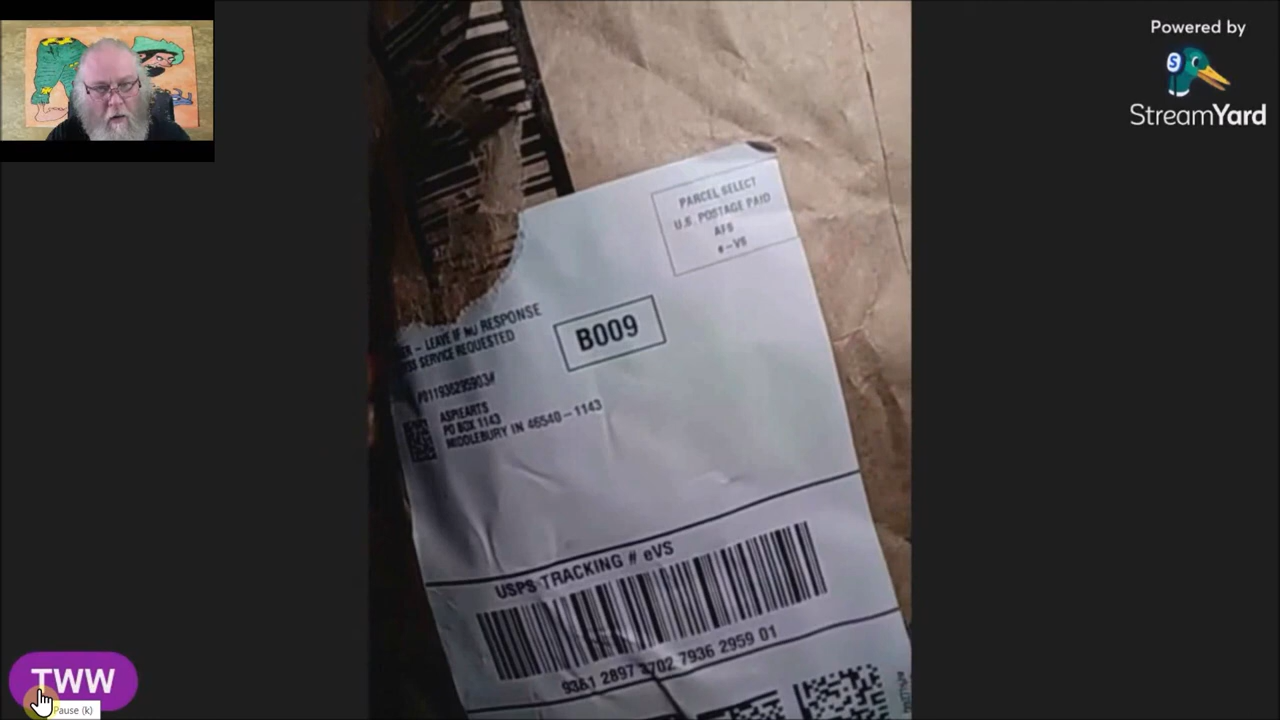 Powered by
StreamYard
PARCEL SELECT
U.S. POSTAGE PAID
AFS
e-VS
- LEAVE IF NO RESPONSE
SERVICE REQUESTED
B009
ASPIEARTS
PO BOX 1143
MIDDLEBURY IN 46540-1143
USPS TRACKING # eVS
9361 2897 2702 7936 2959 01
TWW
Pause (k)